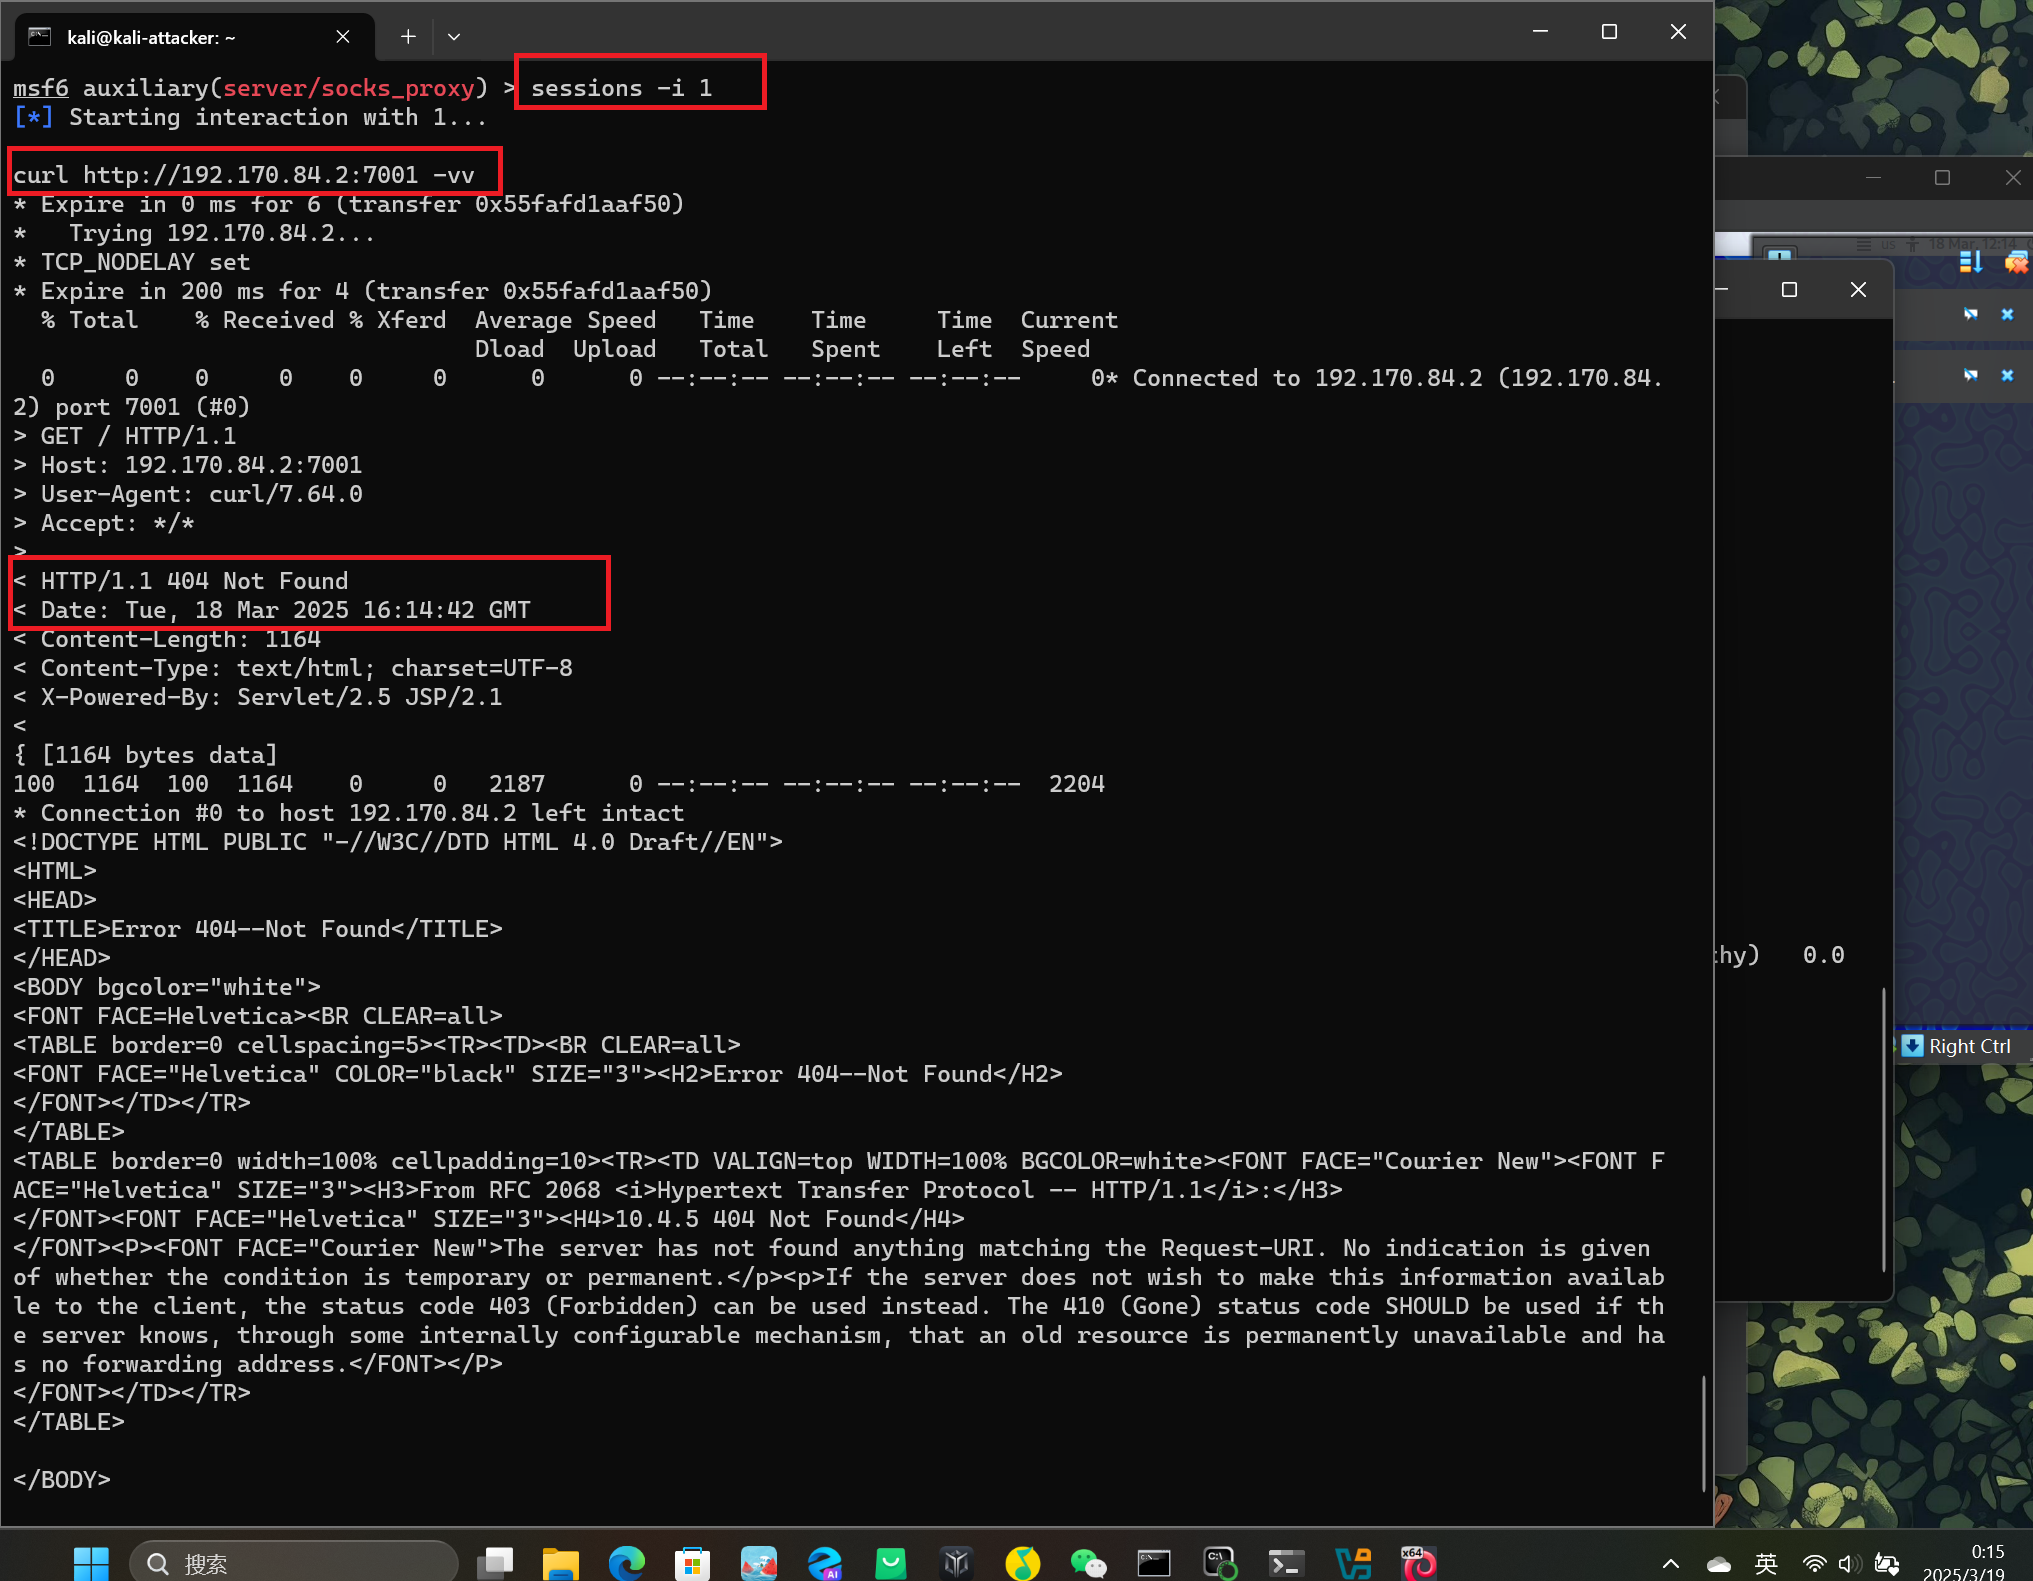 kali@kali-attacker: ~
msf6 auxiliary(server/socks_proxy) > sessions -i 1
[*] Starting interaction with 1...
curl http://192.170.84.2:7001 -vv
* Expire in 0 ms for 6 (transfer 0x55fafd1aaf50)
*   Trying 192.170.84.2...
* TCP_NODELAY set
* Expire in 200 ms for 4 (transfer 0x55fafd1aaf50)
  % Total    % Received % Xferd  Average Speed   Time    Time     Time  Current
                                 Dload  Upload   Total   Spent    Left  Speed
  0     0    0     0    0     0      0      0 --:--:-- --:--:-- --:--:--     0* Connected to 192.170.84.2 (192.170.84.
2) port 7001 (#0)
> GET / HTTP/1.1
> Host: 192.170.84.2:7001
> User-Agent: curl/7.64.0
> Accept: */*
>
< HTTP/1.1 404 Not Found
< Date: Tue, 18 Mar 2025 16:14:42 GMT
< Content-Length: 1164
< Content-Type: text/html; charset=UTF-8
< X-Powered-By: Servlet/2.5 JSP/2.1
<
{ [1164 bytes data]
100  1164  100  1164    0     0   2187      0 --:--:-- --:--:-- --:--:--  2204
* Connection #0 to host 192.170.84.2 left intact
<!DOCTYPE HTML PUBLIC "-//W3C//DTD HTML 4.0 Draft//EN">
<HTML>
<HEAD>
<TITLE>Error 404--Not Found</TITLE>
</HEAD>
<BODY bgcolor="white">
<FONT FACE=Helvetica><BR CLEAR=all>
<TABLE border=0 cellspacing=5><TR><TD><BR CLEAR=all>
<FONT FACE="Helvetica" COLOR="black" SIZE="3"><H2>Error 404--Not Found</H2>
</FONT></TD></TR>
</TABLE>
<TABLE border=0 width=100% cellpadding=10><TR><TD VALIGN=top WIDTH=100% BGCOLOR=white><FONT FACE="Courier New"><FONT F
ACE="Helvetica" SIZE="3"><H3>From RFC 2068 <i>Hypertext Transfer Protocol -- HTTP/1.1</i>:</H3>
</FONT><FONT FACE="Helvetica" SIZE="3"><H4>10.4.5 404 Not Found</H4>
</FONT><P><FONT FACE="Courier New">The server has not found anything matching the Request-URI. No indication is given
of whether the condition is temporary or permanent.</p><p>If the server does not wish to make this information availab
le to the client, the status code 403 (Forbidden) can be used instead. The 410 (Gone) status code SHOULD be used if th
e server knows, through some internally configurable mechanism, that an old resource is permanently unavailable and ha
s no forwarding address.</FONT></P>
</FONT></TD></TR>
</TABLE>
</BODY>
us 18 Mar, 12:14
hy) 0.0
Right Ctrl
搜索
AI
x64
英
0:15
2025/3/19